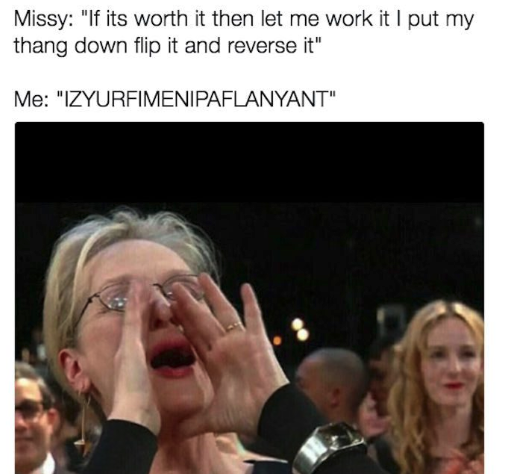 Missy: "If its worth it then let me work it I put my
thang down flip it and reverse it"
Me: "IZYURFIMENIPAFLANYANT"